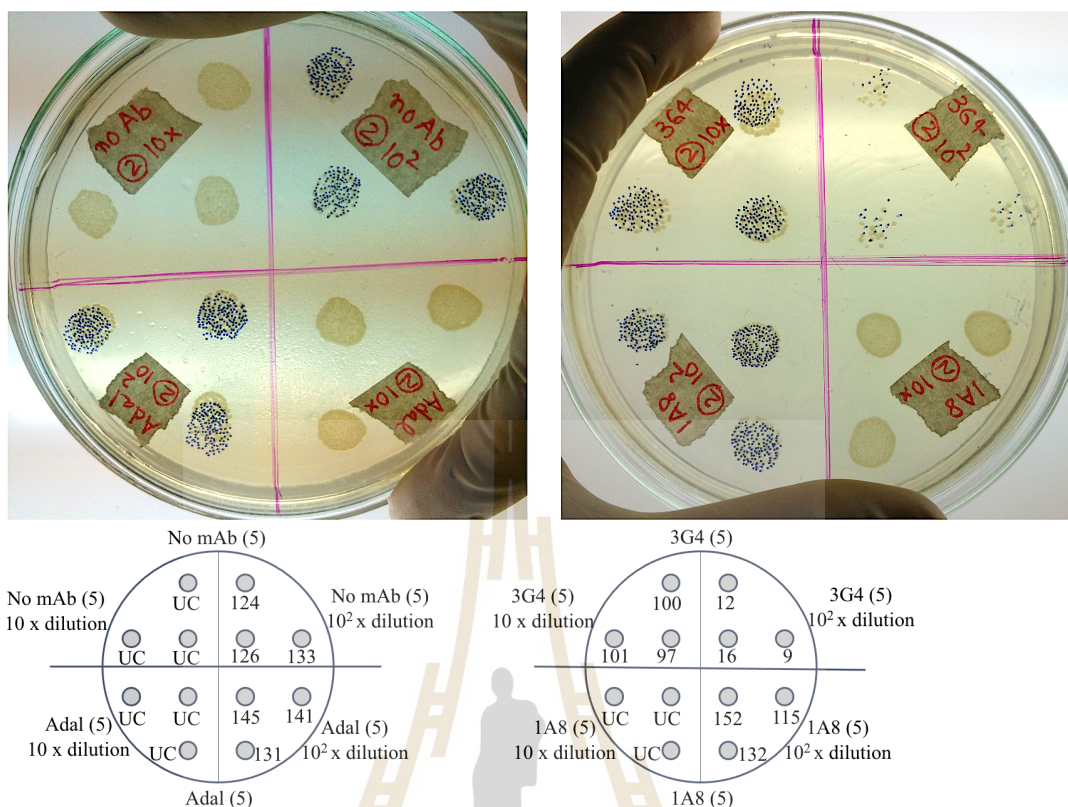 no Ab
② 10x
no Ab
② 10²
Adal
② 10²
Adal
② 10x
3G4
② 10x
3G4
② 10²
1A8
② 10²
1A8
② 10x
No mAb (5)
No mAb (5)
10 x dilution
No mAb (5)
10² x dilution
UC
124
UC
UC
126
133
UC
UC
145
141
Adal (5)
10 x dilution
Adal (5)
10² x dilution
UC
131
Adal (5)
3G4 (5)
3G4 (5)
10 x dilution
3G4 (5)
10² x dilution
100
12
101
97
16
9
UC
UC
152
115
1A8 (5)
10 x dilution
1A8 (5)
10² x dilution
UC
132
1A8 (5)